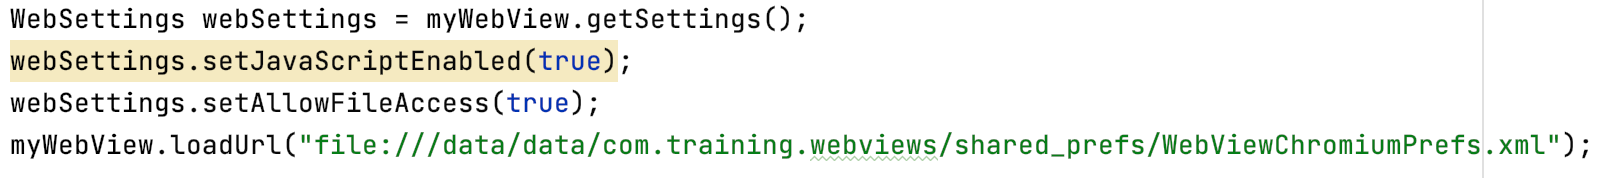 WebSettings webSettings = myWebView.getSettings();
webSettings.setJavaScriptEnabled(true);
webSettings.setAllowFileAccess(true);
myWebView.loadUrl("file:///data/data/com.training.webviews/shared_prefs/WebViewChromiumPrefs.xml");